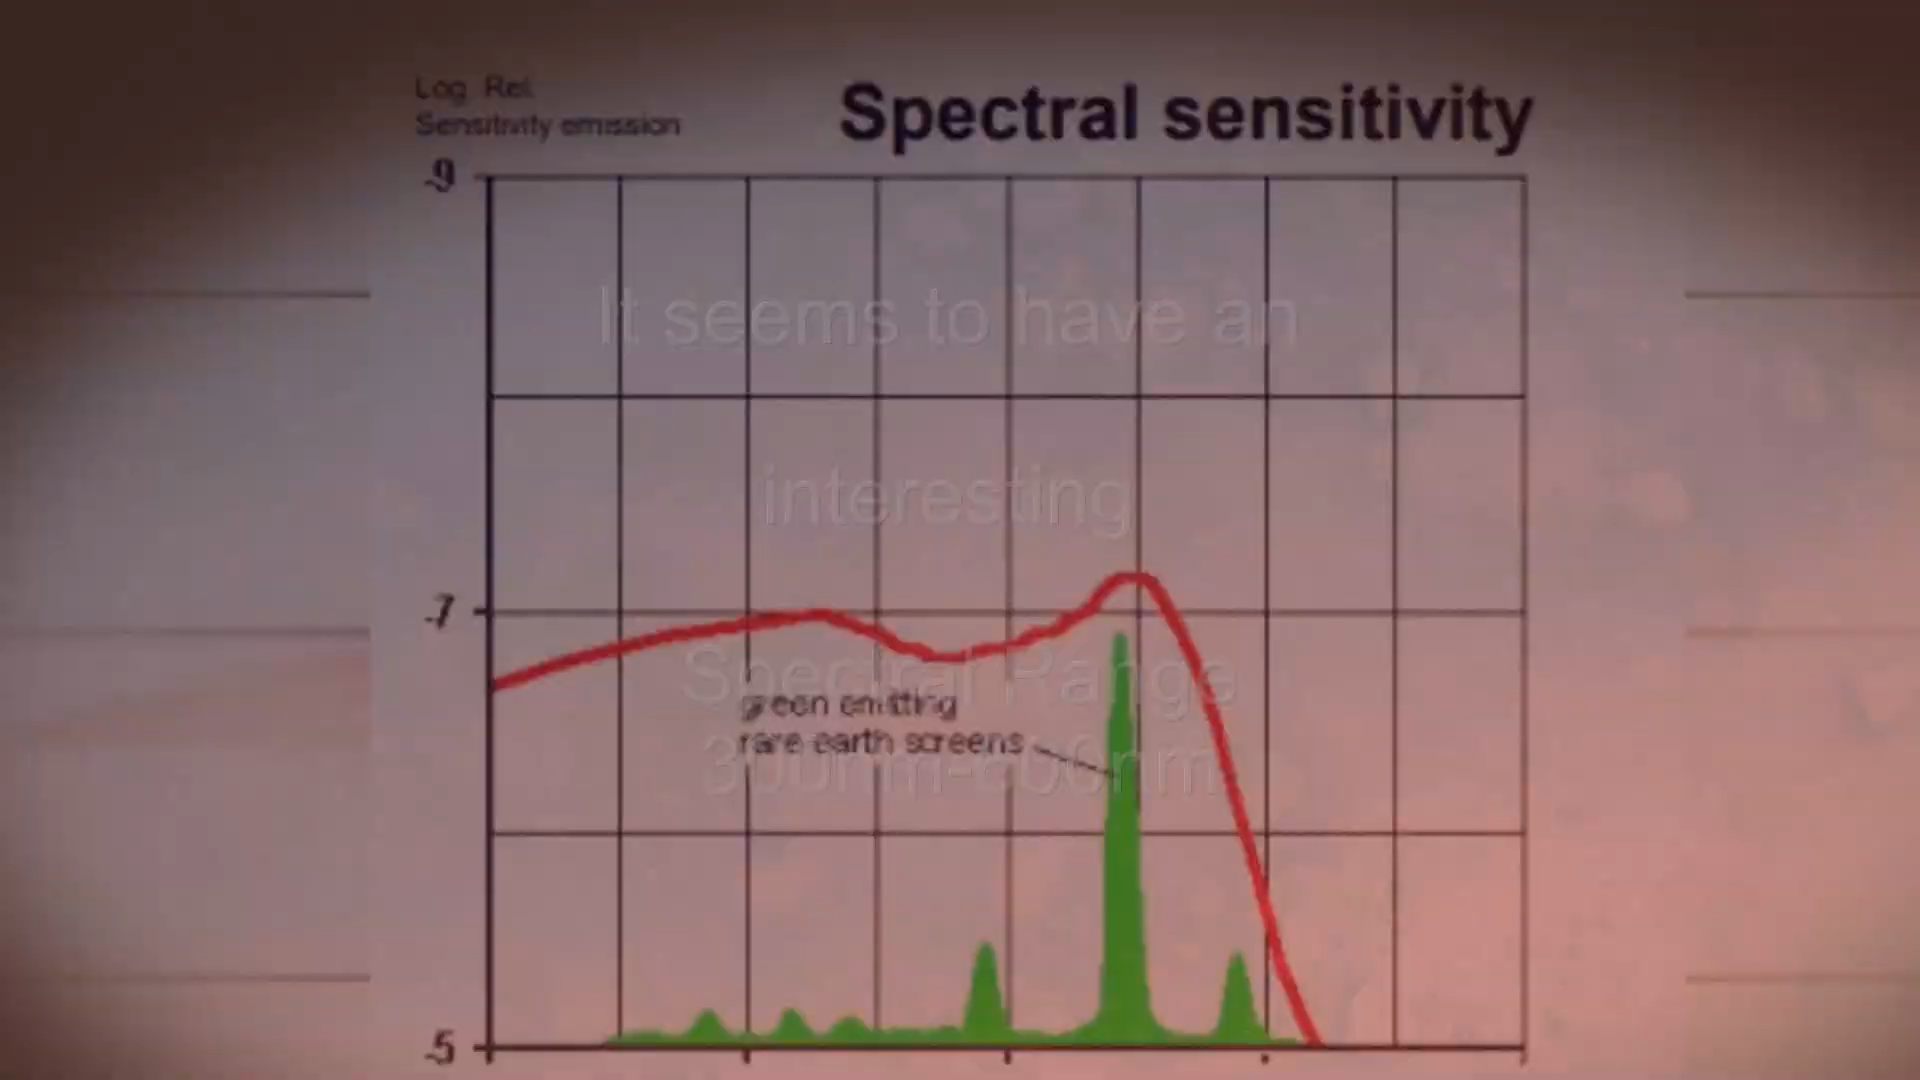 Log. Rel.
Sensitivity emission
Spectral sensitivity
.9
It seems to have an
interesting
.7
Spectral Range
green emitting
rare earth screens
.5